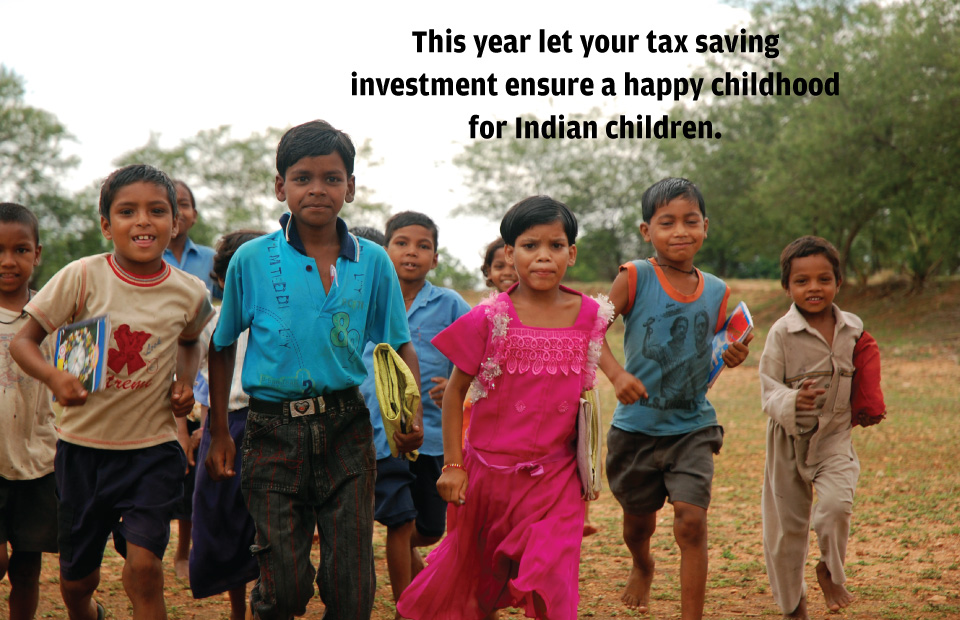 This year let your tax saving
investment ensure a happy childhood
for Indian children.